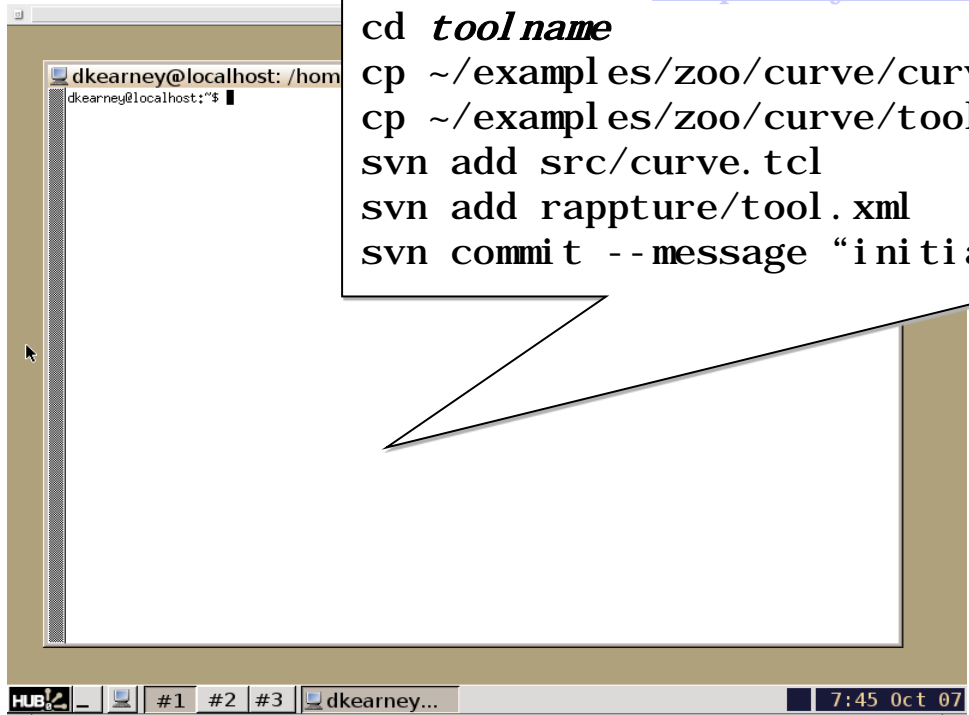 cd toolname
dkearney@localhost: /hom
cp ~/examples/zoo/curve/cur
dkearney@localhost:~$
cp ~/examples/zoo/curve/tool
svn add src/curve.tcl
svn add rappture/tool.xml
svn commit --message “initia
HUB0 #1 #2 #3 dkearney... 7:45 Oct 07